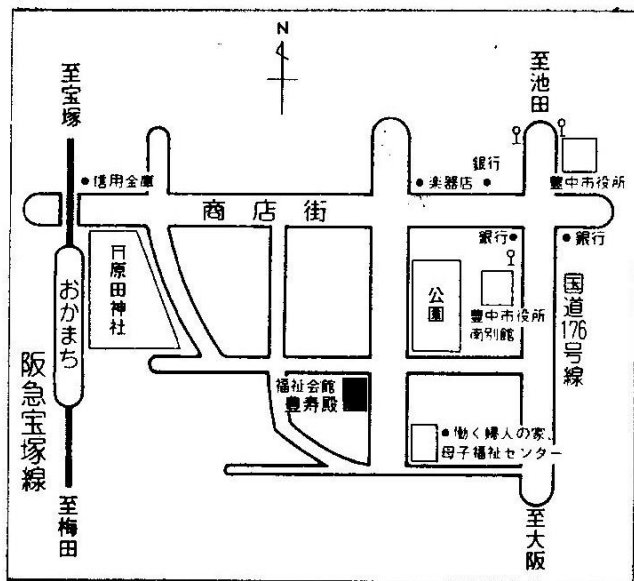 N
至宝塚
至池田
信用金庫
銀行
楽器店
豊中市役所
商店街
銀行
銀行
原田神社
おかまち
公園
豊中市役所
南別館
国道176号線
阪急宝塚線
福祉会館
豊寿殿
働く婦人の家、
母子福祉センター
至梅田
至大阪